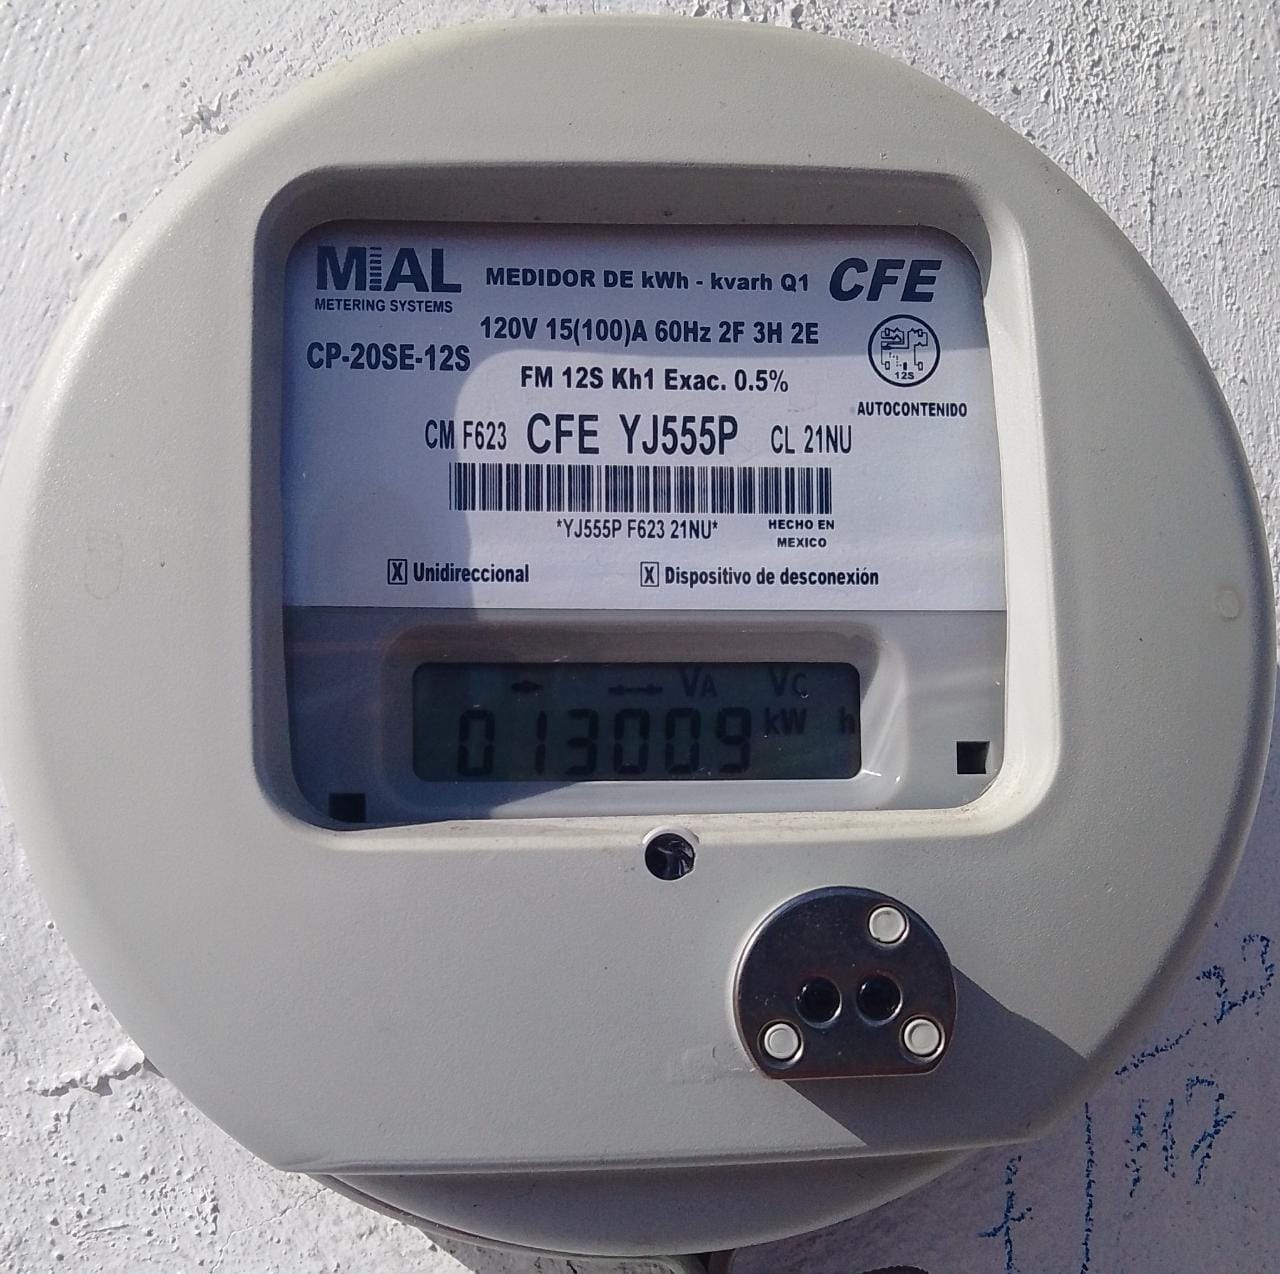 MIAL
METERING SYSTEMS
MEDIDOR DE kWh - kvarh Q1
CFE
120V 15(100)A 60Hz 2F 3H 2E
CP-20SE-12S
FM 12S Kh1 Exac. 0.5%
12S
AUTOCONTENIDO
CM F623 CFE YJ555P CL 21NU
*YJ555P F623 21NU*
HECHO EN
MEXICO
X Unidireccional
X Dispositivo de desconexión
VA VC
013009 kW h